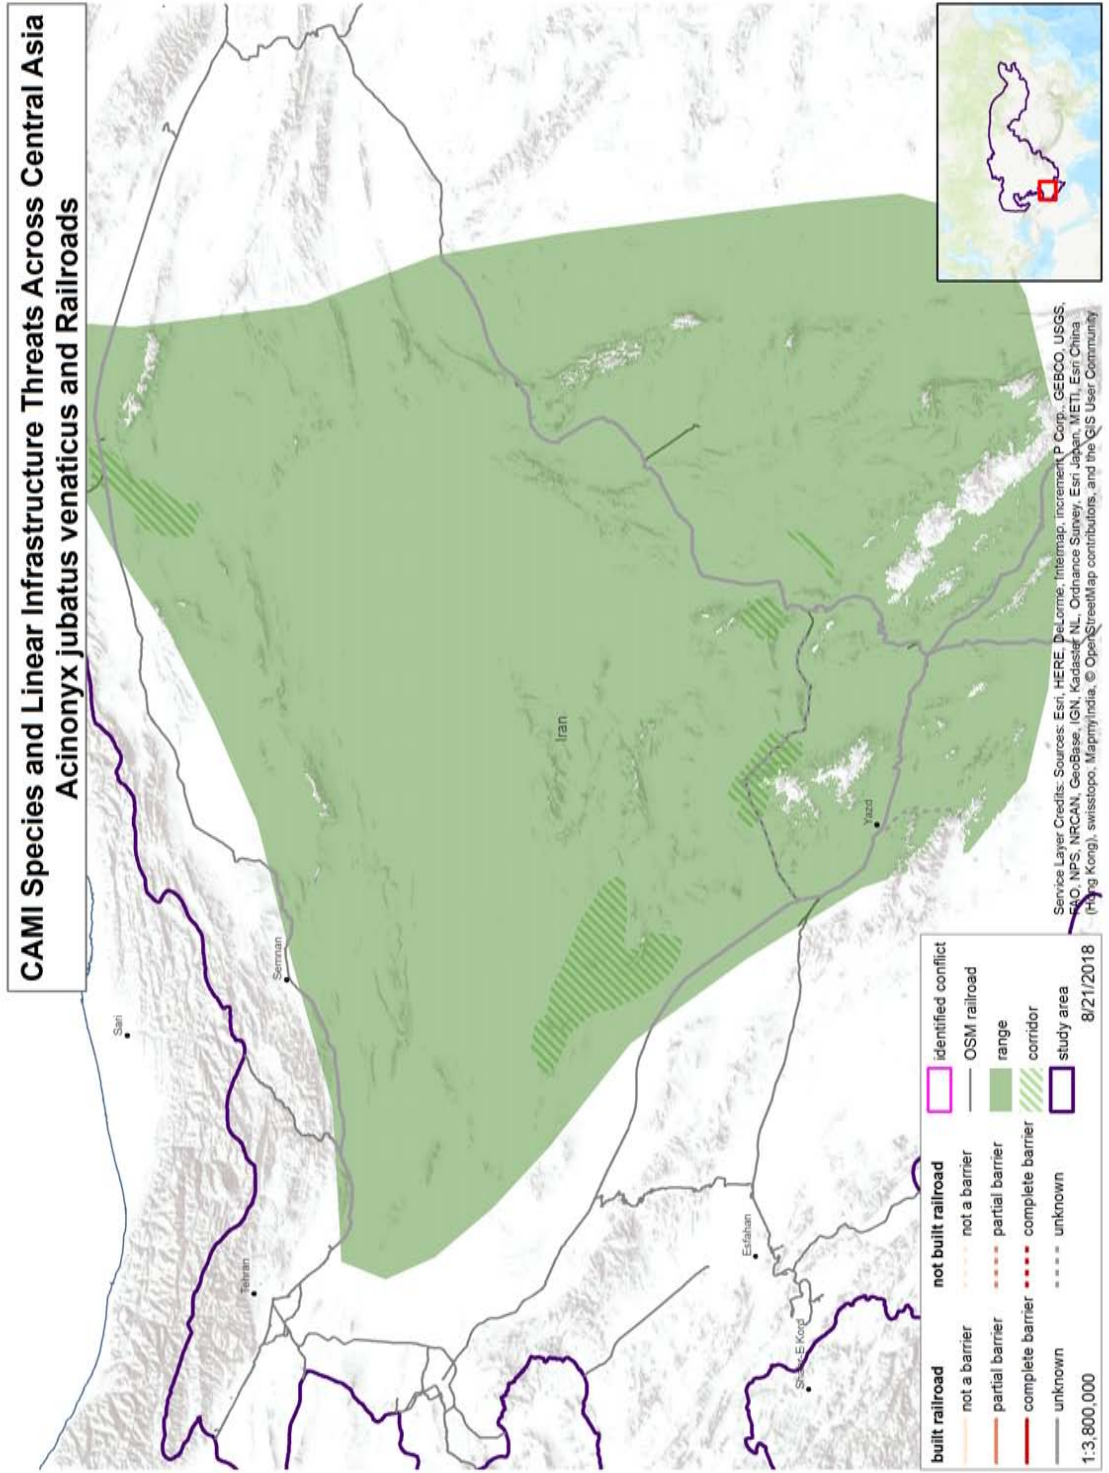 CAMI Species and Linear Infrastructure Threats Across Central Asia
Acinonyx jubatus venaticus and Railroads
Sari
Tehran
Semnan
Iran
Esfahan
Yazd
Shahr-E Kord
built railroad
not a barrier
partial barrier
complete barrier
unknown
not built railroad
not a barrier
partial barrier
complete barrier
unknown
identified conflict
OSM railroad
range
corridor
study area
1:3,800,000
8/21/2018
Service Layer Credits: Sources: Esri, HERE, DeLorme, Intermap, increment P Corp., GEBCO, USGS,
FAO, NPS, NRCAN, GeoBase, IGN, Kadaster NL, Ordnance Survey, Esri Japan, METI, Esri China
(Hong Kong), swisstopo, MapmyIndia, © OpenStreetMap contributors, and the GIS User Community